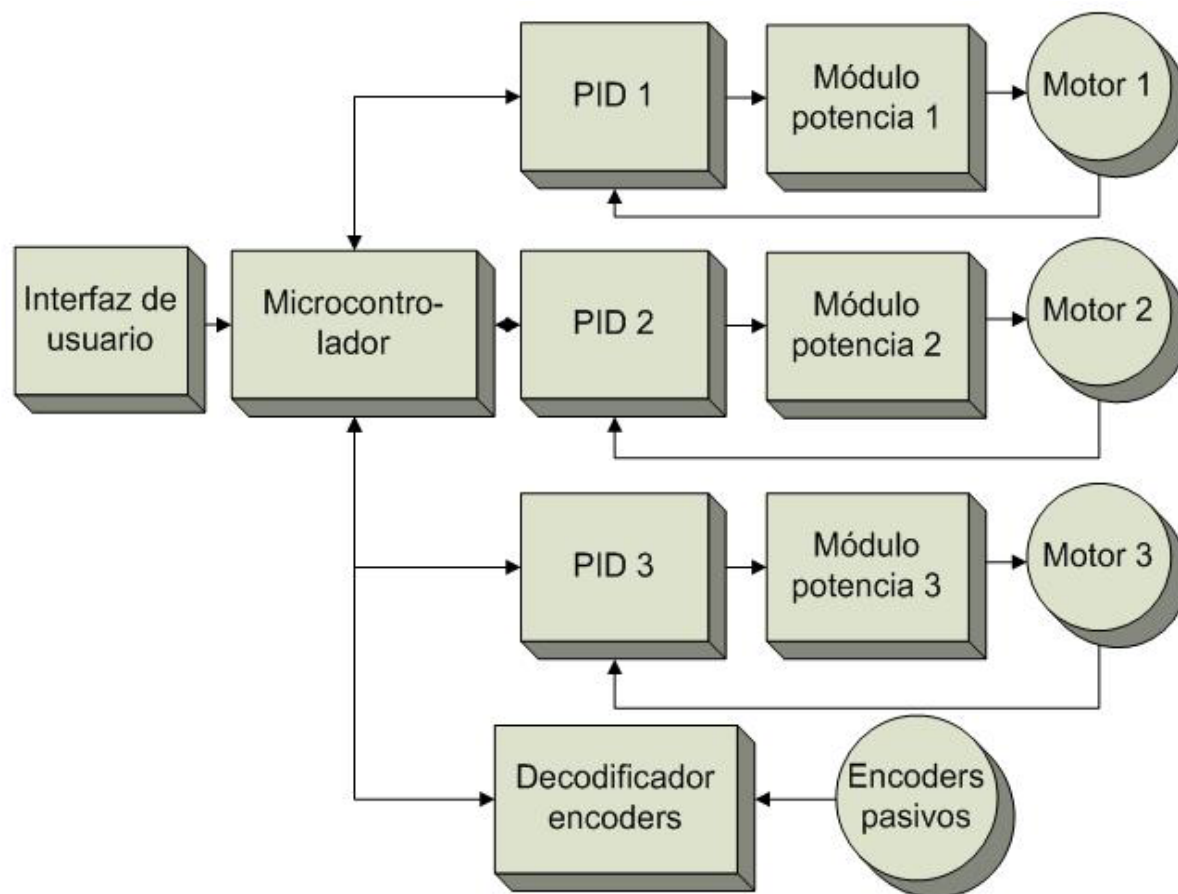 PID 1
Módulo
potencia 1
Motor 1
Interfaz de
usuario
Microcontro-
lador
PID 2
Módulo
potencia 2
Motor 2
PID 3
Módulo
potencia 3
Motor 3
Decodificador
encoders
Encoders
pasivos